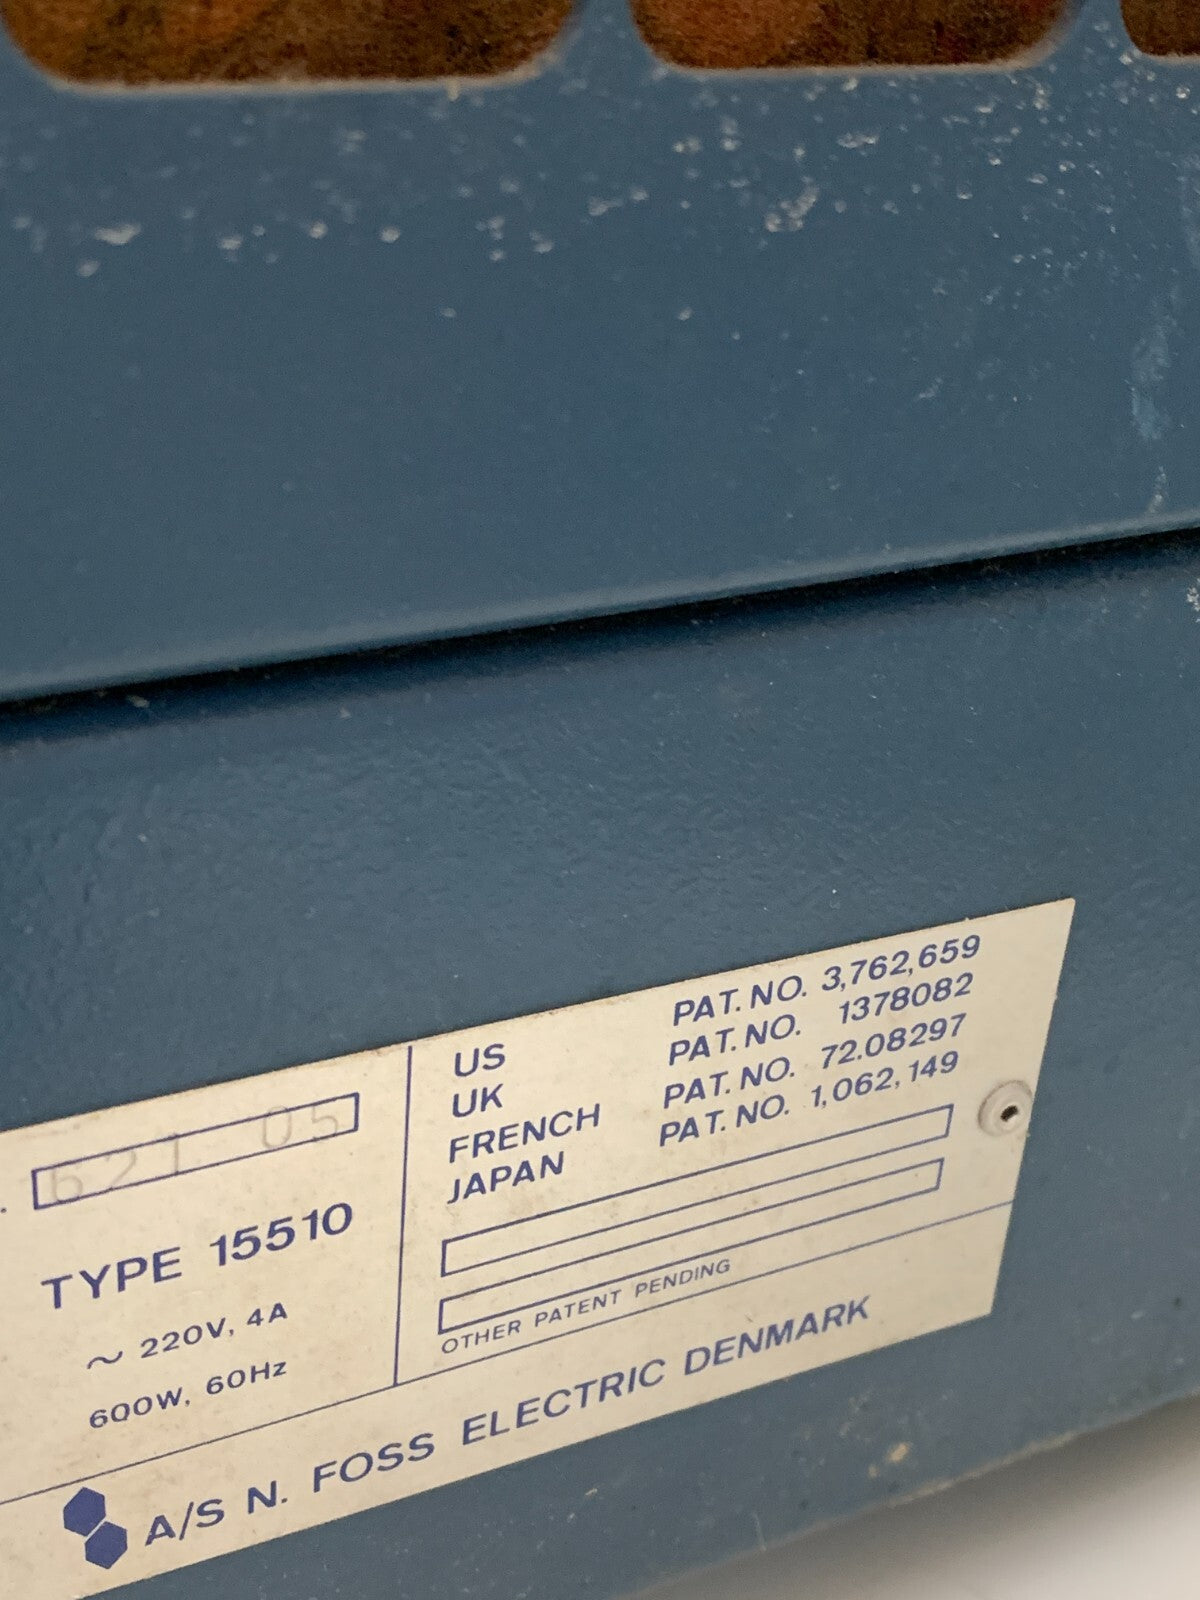 621 05
TYPE 15510
~ 220V, 4A
600W, 60Hz
US PAT. NO. 3,762,659
UK PAT. NO. 1378082
FRENCH PAT. NO. 72.08297
JAPAN PAT. NO. 1,062,149
OTHER PATENT PENDING
A/S N. FOSS ELECTRIC DENMARK